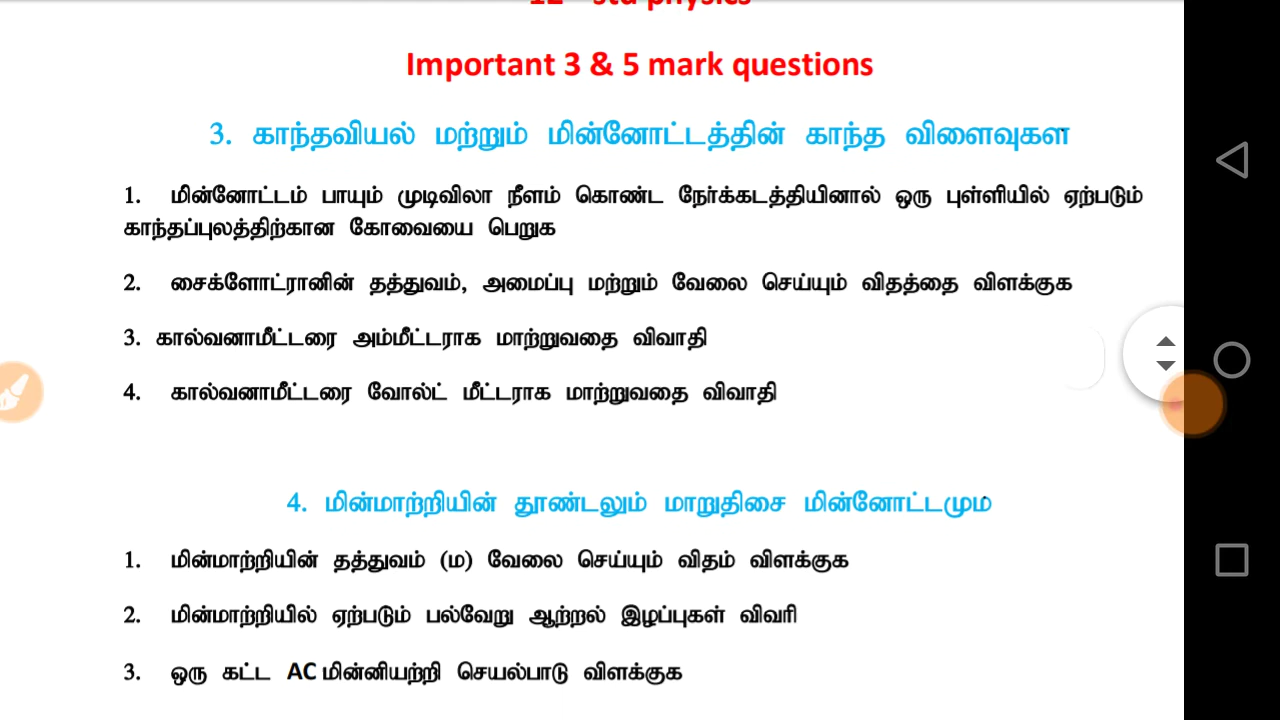 Important 3 & 5 mark questions
3. காந்தவியல் மற்றும் மின்னோட்டத்தின் காந்த விளைவுகள
1. மின்னோட்டம் பாயும் முடிவிலா நீளம் கொண்ட நேர்க்கடத்தியினால் ஒரு புள்ளியில் ஏற்படும்
காந்தப்புலத்திற்கான கோவையை பெறுக
2. சைக்ளோட்ரானின் தத்துவம், அமைப்பு மற்றும் வேலை செய்யும் விதத்தை விளக்குக
3. கால்வனாமீட்டரை அம்மீட்டராக மாற்றுவதை விவாதி
4. கால்வனாமீட்டரை வோல்ட் மீட்டராக மாற்றுவதை விவாதி
4. மின்மாற்றியின் தூண்டலும் மாறுதிசை மின்னோட்டமும
1. மின்மாற்றியின் தத்துவம் (ம) வேலை செய்யும் விதம் விளக்குக
2. மின்மாற்றியில் ஏற்படும் பல்வேறு ஆற்றல் இழப்புகள் விவரி
3. ஒரு கட்ட AC மின்னியற்றி செயல்பாடு விளக்குக